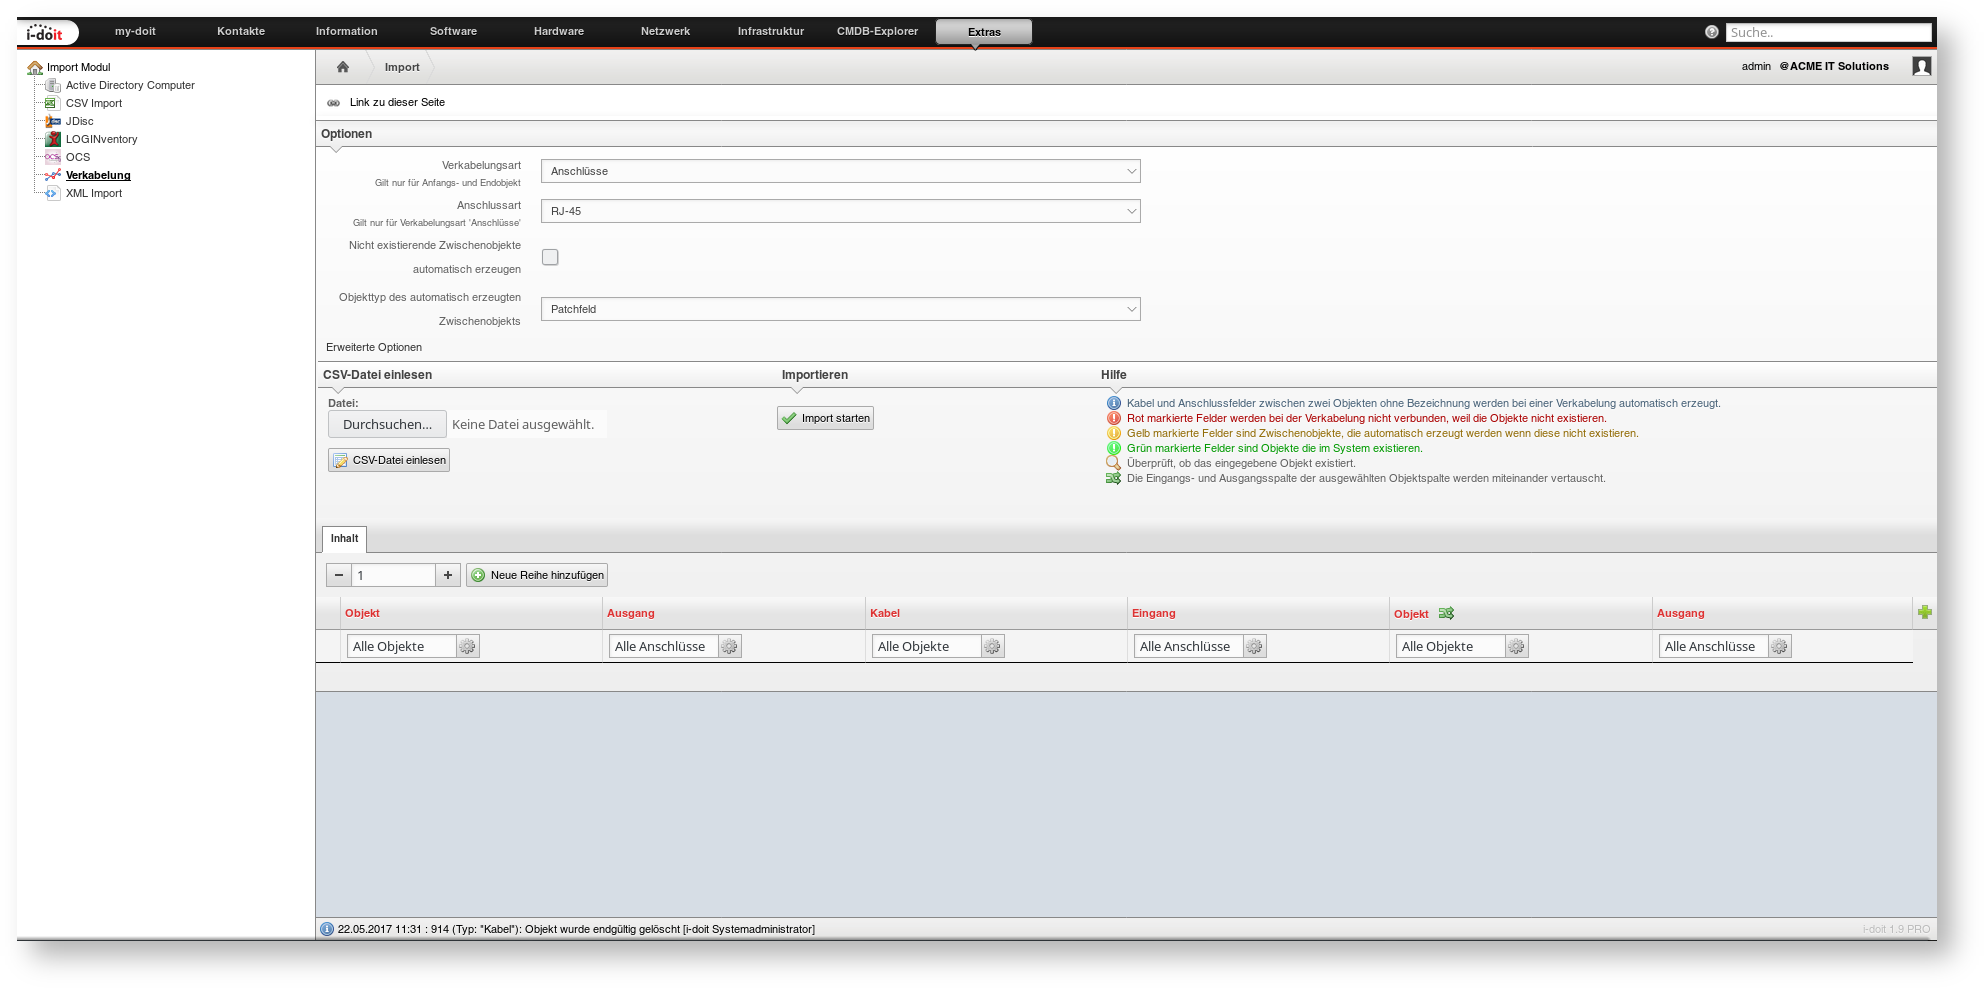 i-doit
my-doit Kontakte Information Software Hardware Netzwerk Infrastruktur CMDB-Explorer Extras
Suche..
Import Modul
Active Directory Computer
CSV Import
JDisc
LOGINventory
OCS
Verkabelung
XML Import
Import
admin @ACME IT Solutions
Link zu dieser Seite
Optionen
Verkabelungsart
Gilt nur für Anfangs- und Endobjekt
Anschlüsse
Anschlussart
Gilt nur für Verkabelungsart 'Anschlüsse'
RJ-45
Nicht existierende Zwischenobjekte
automatisch erzeugen
Objekttyp des automatisch erzeugten
Zwischenobjekts
Patchfeld
Erweiterte Optionen
CSV-Datei einlesen
Datei:
Durchsuchen... Keine Datei ausgewählt.
CSV-Datei einlesen
Importieren
Import starten
Hilfe
Kabel und Anschlussfelder zwischen zwei Objekten ohne Bezeichnung werden bei einer Verkabelung automatisch erzeugt.
Rot markierte Felder werden bei der Verkabelung nicht verbunden, weil die Objekte nicht existieren.
Gelb markierte Felder sind Zwischenobjekte, die automatisch erzeugt werden wenn diese nicht existieren.
Grün markierte Felder sind Objekte die im System existieren.
Überprüft, ob das eingegebene Objekt existiert.
Die Eingangs- und Ausgangsspalte der ausgewählten Objektspalte werden miteinander vertauscht.
Inhalt
− 1 + Neue Reihe hinzufügen
Objekt Ausgang Kabel Eingang Objekt Ausgang
Alle Objekte Alle Anschlüsse Alle Objekte Alle Anschlüsse Alle Objekte Alle Anschlüsse
22.05.2017 11:31 : 914 (Typ: "Kabel"): Objekt wurde endgültig gelöscht [i-doit Systemadministrator]
i-doit 1.9 PRO